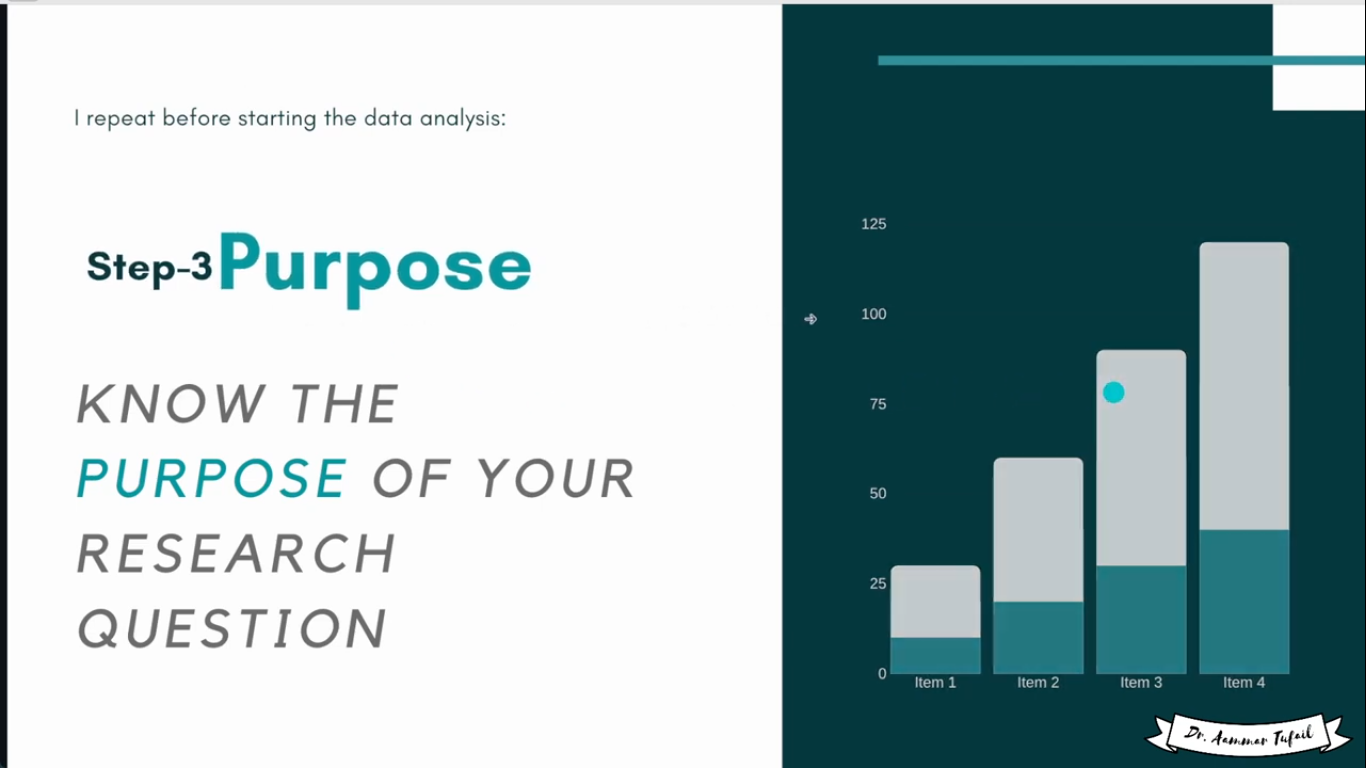 I repeat before starting the data analysis:
Step-3 Purpose
KNOW THE
PURPOSE OF YOUR
RESEARCH
QUESTION
125
100
75
50
25
0
Item 1 Item 2 Item 3 Item 4
Dr. Aammar Tufail